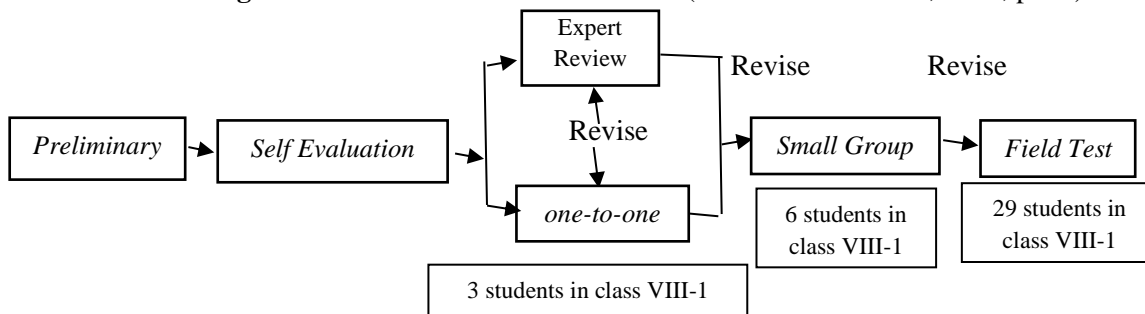 Expert
Review
Revise
Revise
Preliminary
Self Evaluation
Revise
Small Group
Field Test
one-to-one
6 students in
class VIII-1
29 students in
class VIII-1
3 students in class VIII-1